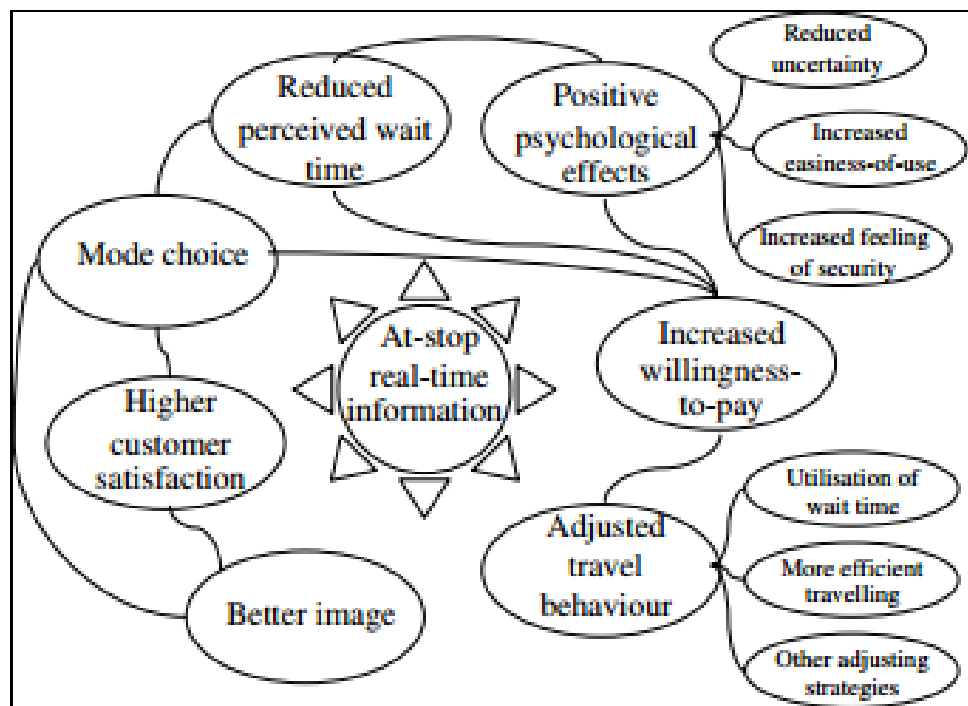 Reduced
perceived wait
time
Positive
psychological
effects
Reduced
uncertainty
Increased
easiness-of-use
Increased feeling
of security
Mode choice
At-stop
real-time
information
Increased
willingness-
to-pay
Higher
customer
satisfaction
Better image
Adjusted
travel
behaviour
Utilisation of
wait time
More efficient
travelling
Other adjusting
strategies